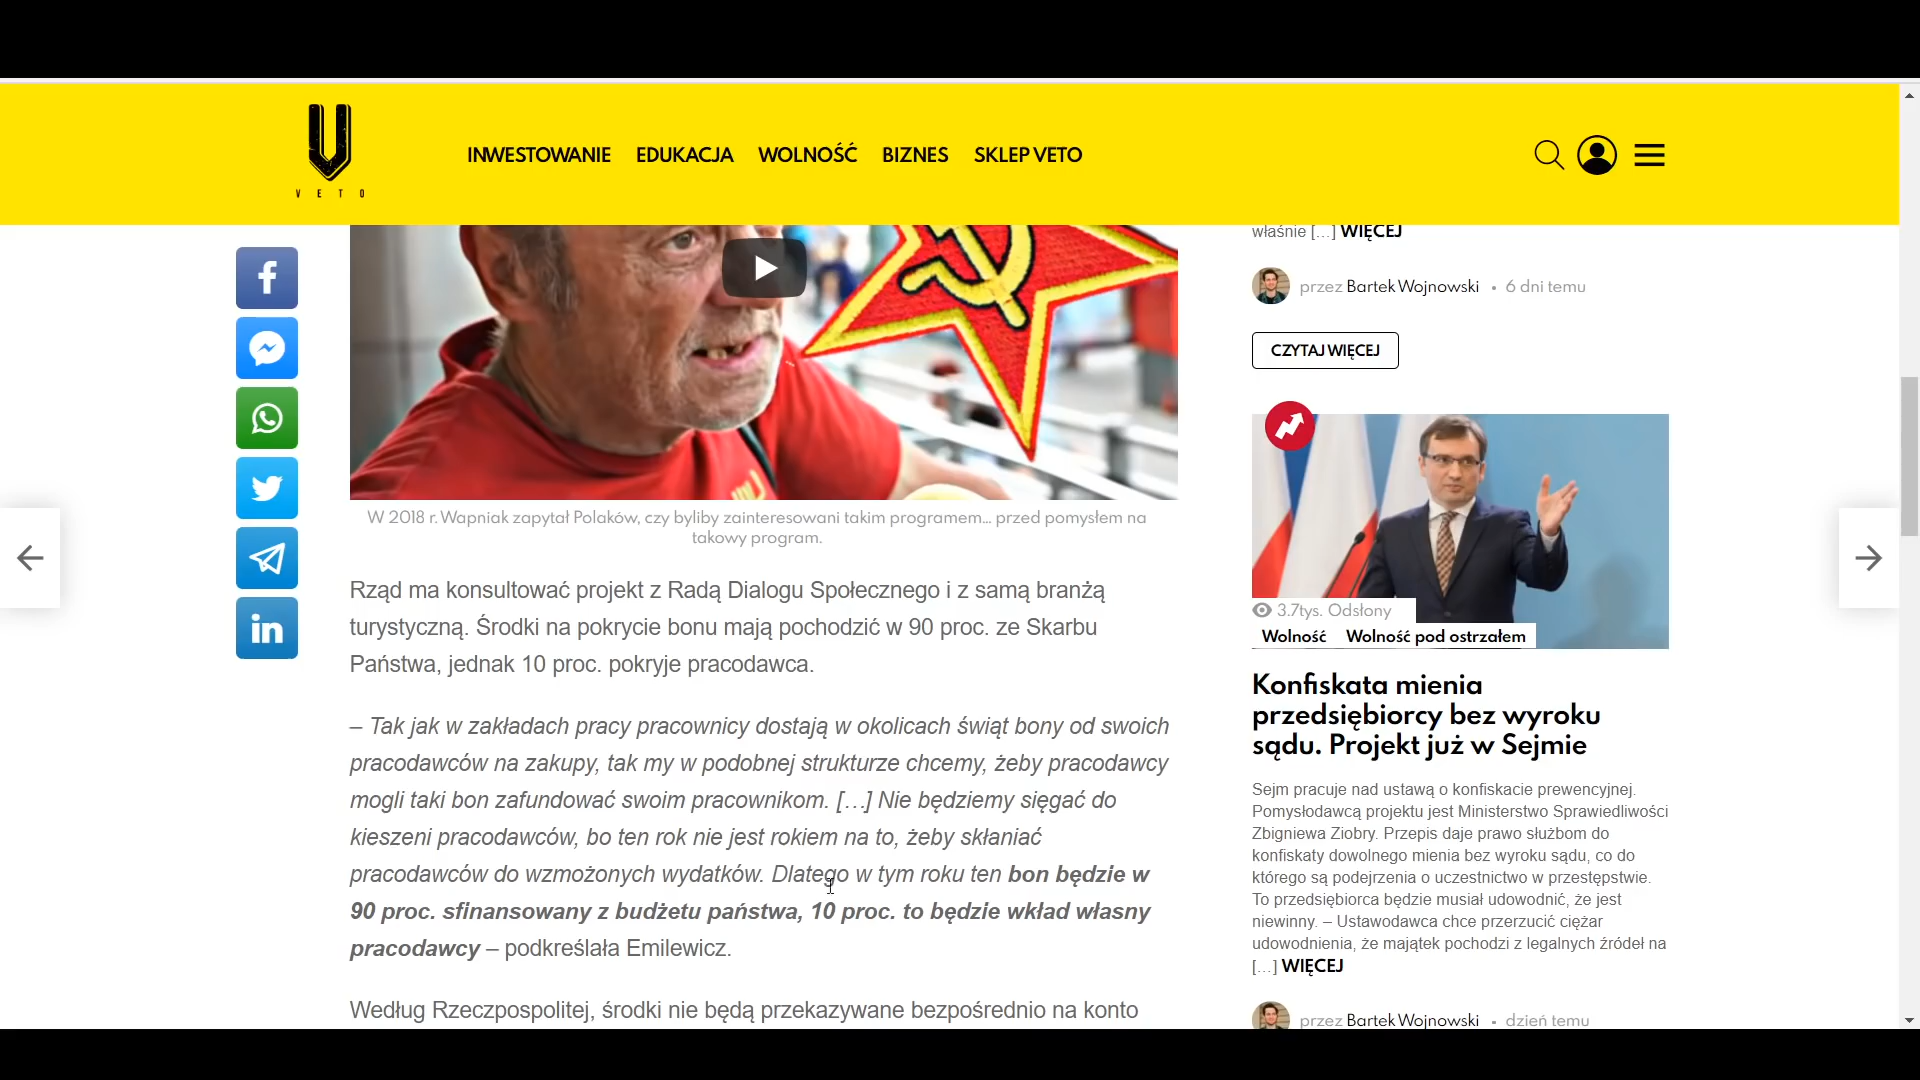 VETO
INWESTOWANIE EDUKACJA WOLNOŚĆ BIZNES SKLEP VETO
W 2018 r. Wapniak zapytał Polaków, czy byliby zainteresowani takim programem... przed pomysłem na
takowy program.
Rząd ma konsultować projekt z Radą Dialogu Społecznego i z samą branżą
turystyczną. Środki na pokrycie bonu mają pochodzić w 90 proc. ze Skarbu
Państwa, jednak 10 proc. pokryje pracodawca.
– Tak jak w zakładach pracy pracownicy dostają w okolicach świąt bony od swoich
pracodawców na zakupy, tak my w podobnej strukturze chcemy, żeby pracodawcy
mogli taki bon zafundować swoim pracownikom. […] Nie będziemy sięgać do
kieszeni pracodawców, bo ten rok nie jest rokiem na to, żeby skłaniać
pracodawców do wzmożonych wydatków. Dlatego w tym roku ten bon będzie w
90 proc. sfinansowany z budżetu państwa, 10 proc. to będzie wkład własny
pracodawcy – podkreślała Emilewicz.
Według Rzeczpospolitej, środki nie będą przekazywane bezpośrednio na konto
właśnie […] WIĘCEJ
przez Bartek Wojnowski • 6 dni temu
CZYTAJ WIĘCEJ
3.7tys. Odsłony
Wolność Wolność pod ostrzałem
Konfiskata mienia
przedsiębiorcy bez wyroku
sądu. Projekt już w Sejmie
Sejm pracuje nad ustawą o konfiskacie prewencyjnej.
Pomysłodawcą projektu jest Ministerstwo Sprawiedliwości
Zbigniewa Ziobry. Przepis daje prawo służbom do
konfiskaty dowolnego mienia bez wyroku sądu, co do
którego są podejrzenia o uczestnictwo w przestępstwie.
To przedsiębiorca będzie musiał udowodnić, że jest
niewinny. – Ustawodawca chce przerzucić ciężar
udowodnienia, że majątek pochodzi z legalnych źródeł na
[…] WIĘCEJ
przez Bartek Wojnowski • dzień temu